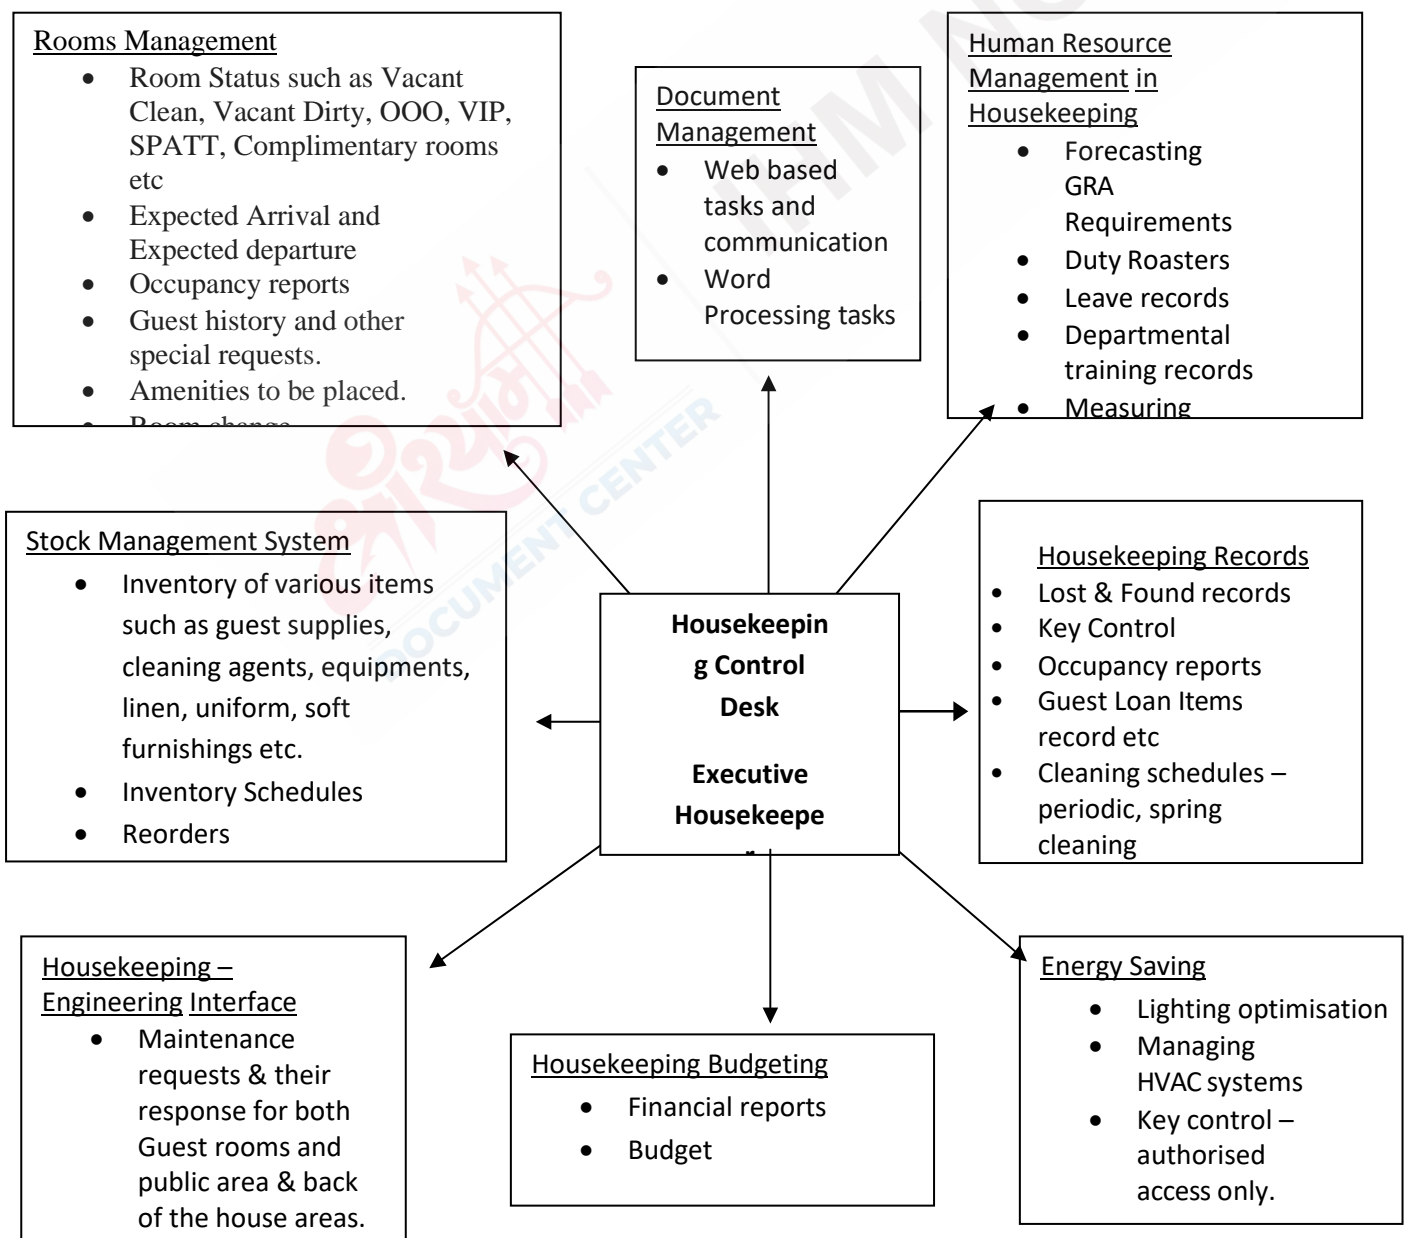 Rooms Management
• Room Status such as Vacant
Clean, Vacant Dirty, OOO, VIP,
SPATT, Complimentary rooms
etc
• Expected Arrival and
Expected departure
• Occupancy reports
• Guest history and other
special requests.
• Amenities to be placed.
• Room change
Document
Management
• Web based
tasks and
communication
• Word
Processing tasks
Human Resource
Management in
Housekeeping
• Forecasting
GRA
Requirements
• Duty Roasters
• Leave records
• Departmental
training records
• Measuring
Stock Management System
• Inventory of various items
such as guest supplies,
cleaning agents, equipments,
linen, uniform, soft
furnishings etc.
• Inventory Schedules
• Reorders
Housekeepin
g Control
Desk
Executive
Housekeepe
r
Housekeeping Records
• Lost & Found records
• Key Control
• Occupancy reports
• Guest Loan Items
record etc
• Cleaning schedules –
periodic, spring
cleaning
Housekeeping –
Engineering Interface
• Maintenance
requests & their
response for both
Guest rooms and
public area & back
of the house areas.
Housekeeping Budgeting
• Financial reports
• Budget
Energy Saving
• Lighting optimisation
• Managing
HVAC systems
• Key control –
authorised
access only.
IHM
DOCUMENT CENTER